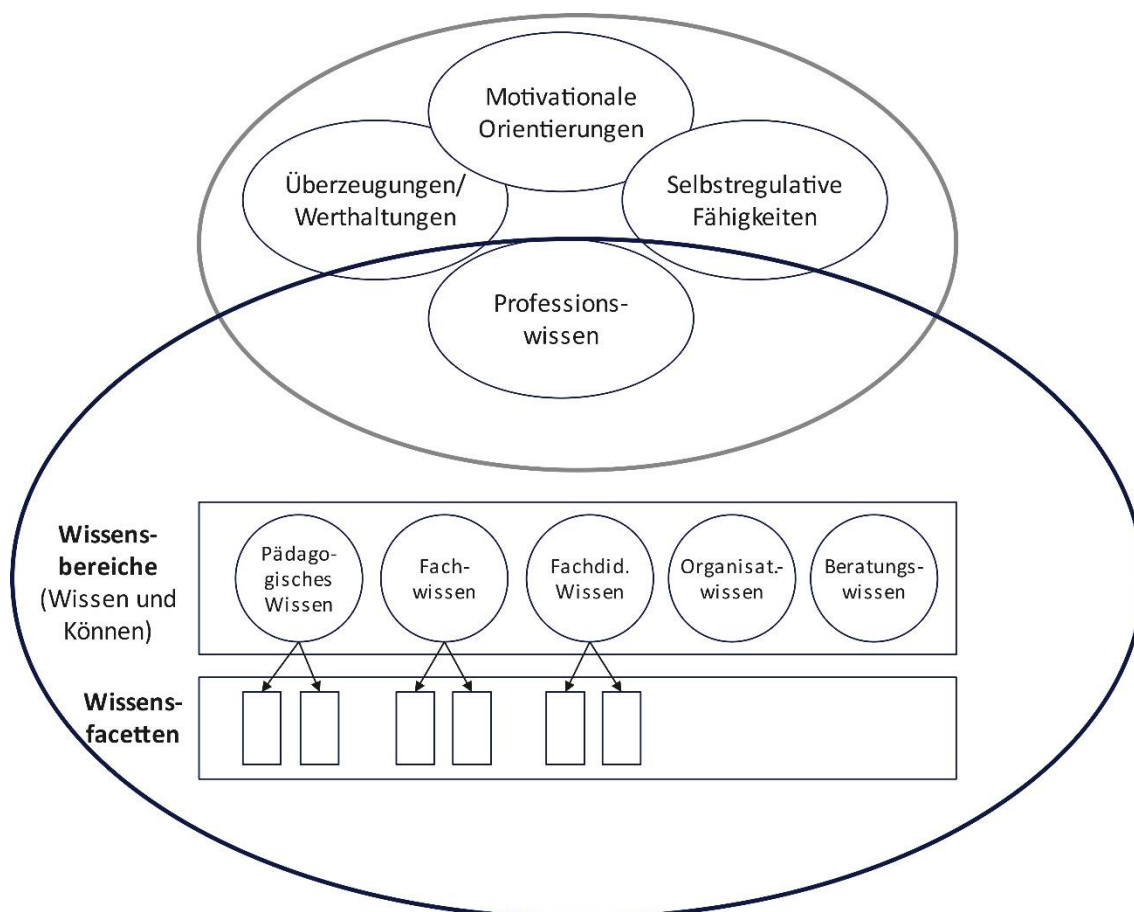 Motivationale
Orientierungen
Überzeugungen/
Werthaltungen
Selbstregulative
Fähigkeiten
Professions-
wissen
Wissens-
bereiche
(Wissen und
Können)
Pädago-
gisches
Wissen
Fach-
wissen
Fachdid.
Wissen
Organisat.-
wissen
Beratungs-
wissen
Wissens-
facetten